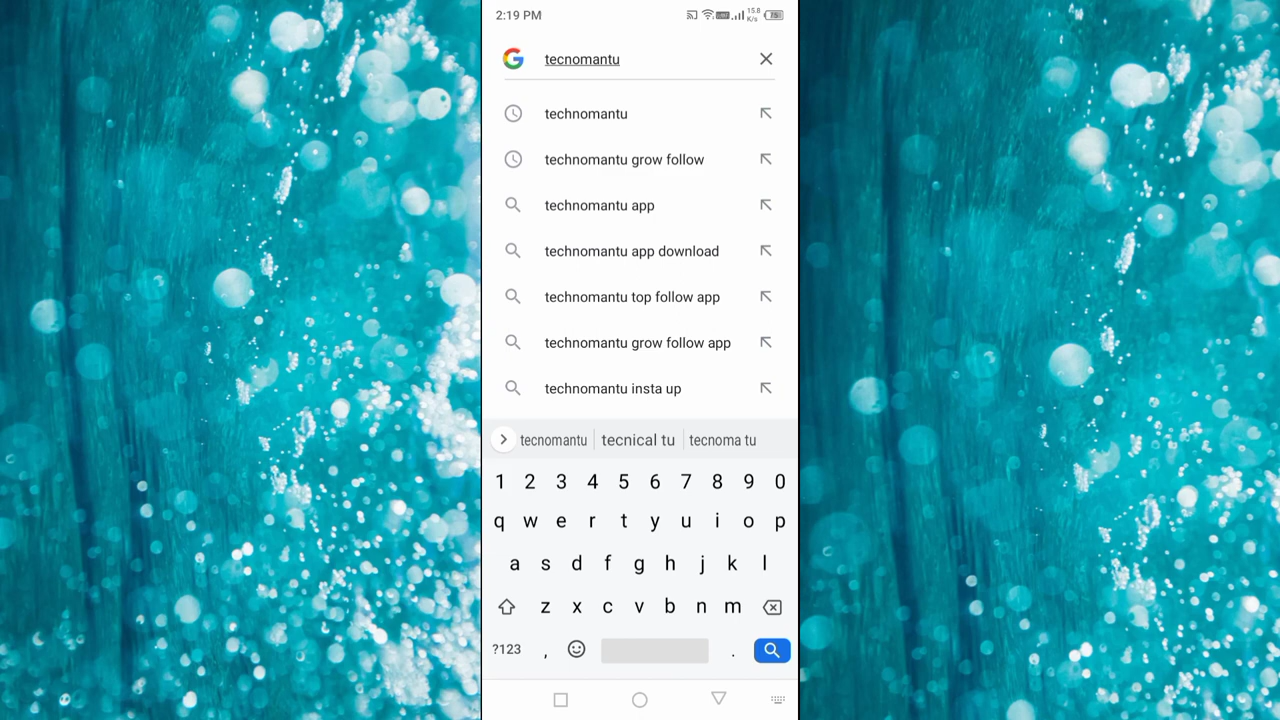 2:19 PM
15.8
K/s
tecnomantu
technomantu
technomantu grow follow
technomantu app
technomantu app download
technomantu top follow app
technomantu grow follow app
technomantu insta up
tecnomantu tecnical tu tecnoma tu
1 2 3 4 5 6 7 8 9 0
q w e r t y u i o p
a s d f g h j k l
z x c v b n m
?123 , .